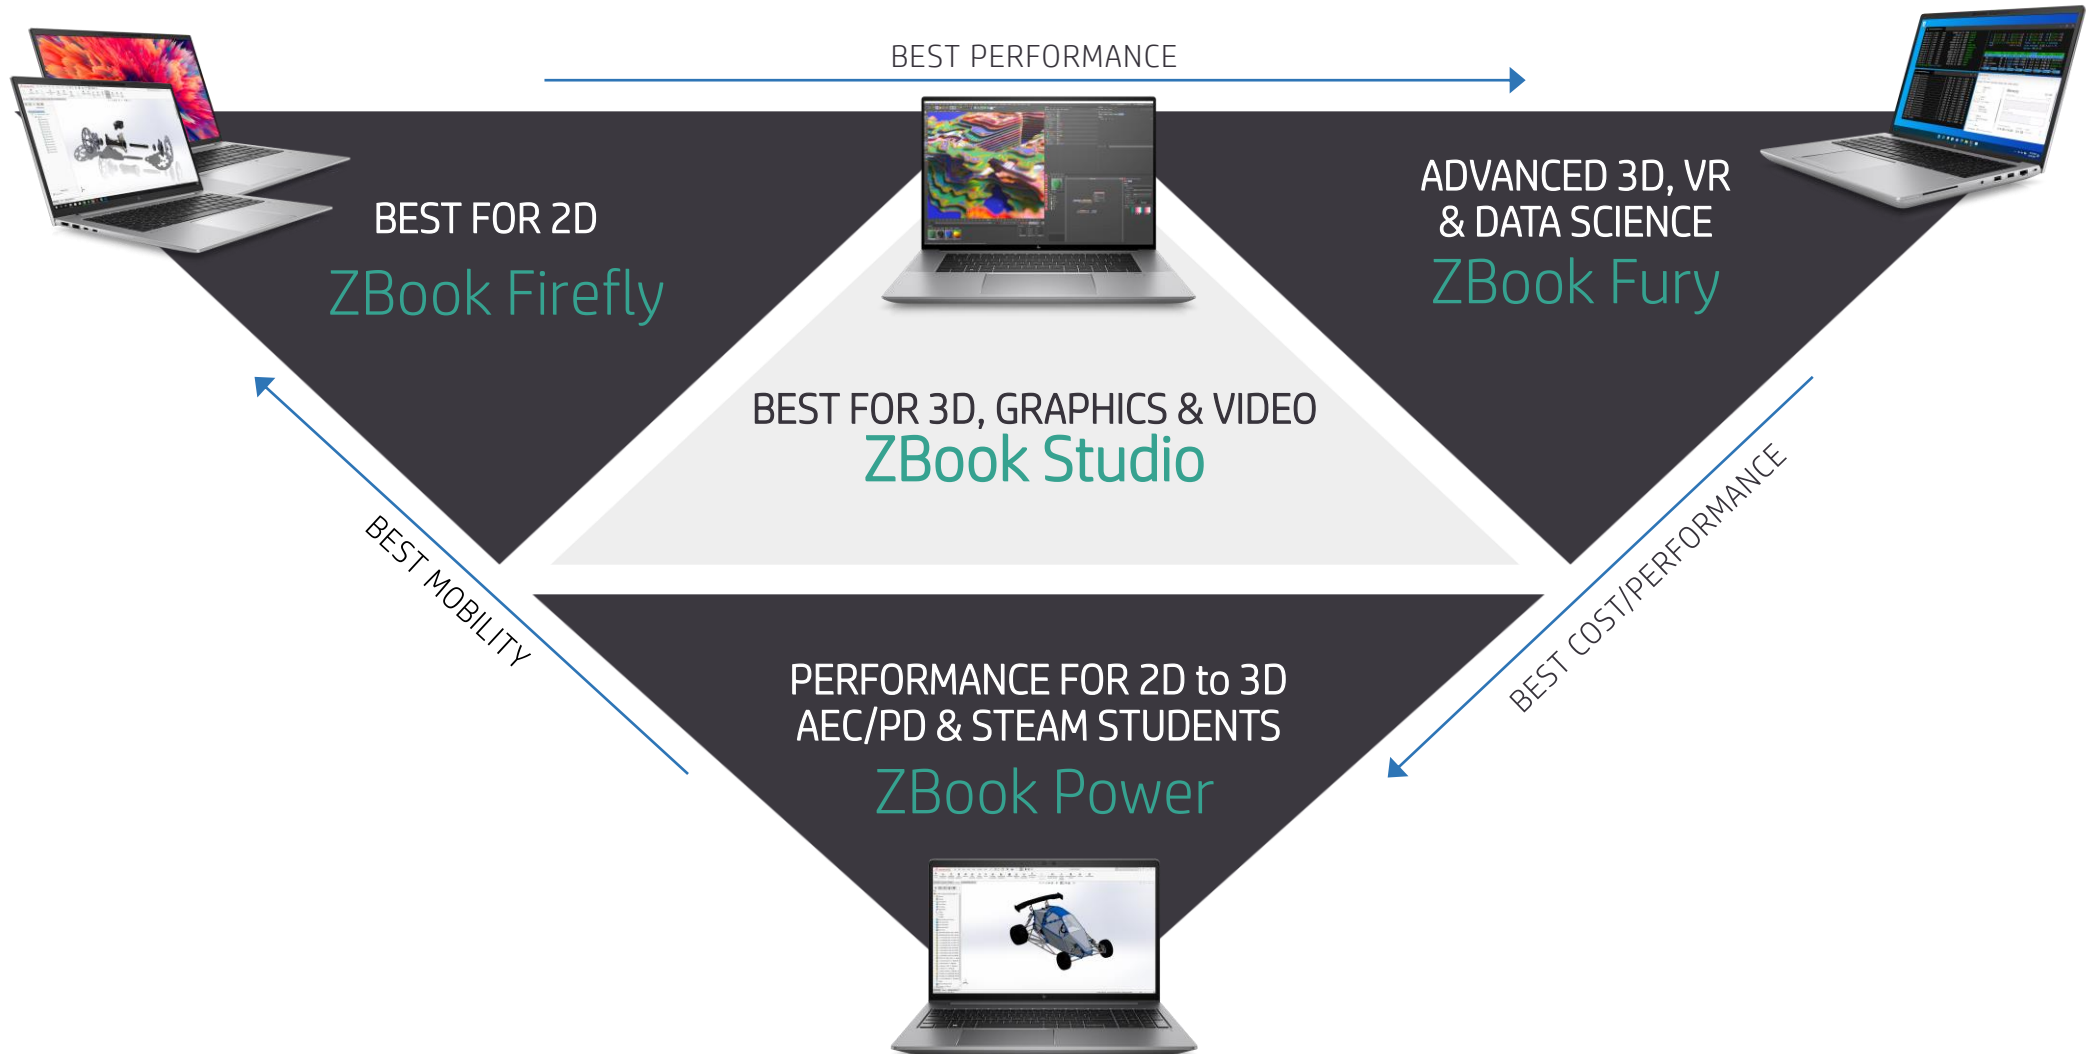 BEST PERFORMANCE
BEST FOR 2D
ZBook Firefly
ADVANCED 3D, VR
& DATA SCIENCE
ZBook Fury
BEST FOR 3D, GRAPHICS & VIDEO
ZBook Studio
BEST MOBILITY
BEST COST/PERFORMANCE
PERFORMANCE FOR 2D to 3D
AEC/PD & STEAM STUDENTS
ZBook Power